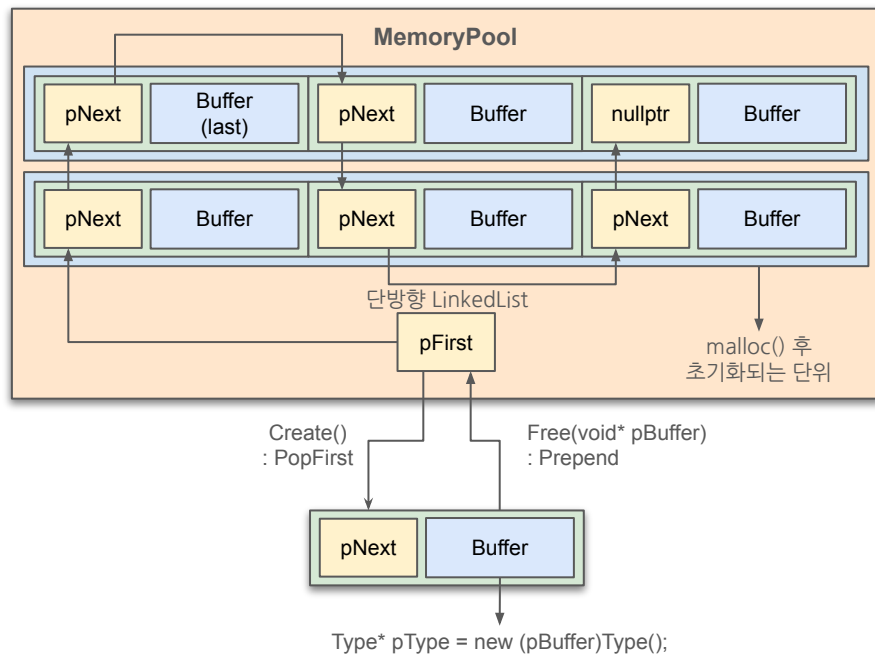 MemoryPool
pNext
Buffer
(last)
pNext
Buffer
nullptr
Buffer
pNext
Buffer
pNext
Buffer
pNext
Buffer
단방향 LinkedList
pFirst
malloc() 후
초기화되는 단위
Create()
: PopFirst
Free(void* pBuffer)
: Prepend
pNext
Buffer
Type* pType = new (pBuffer)Type();